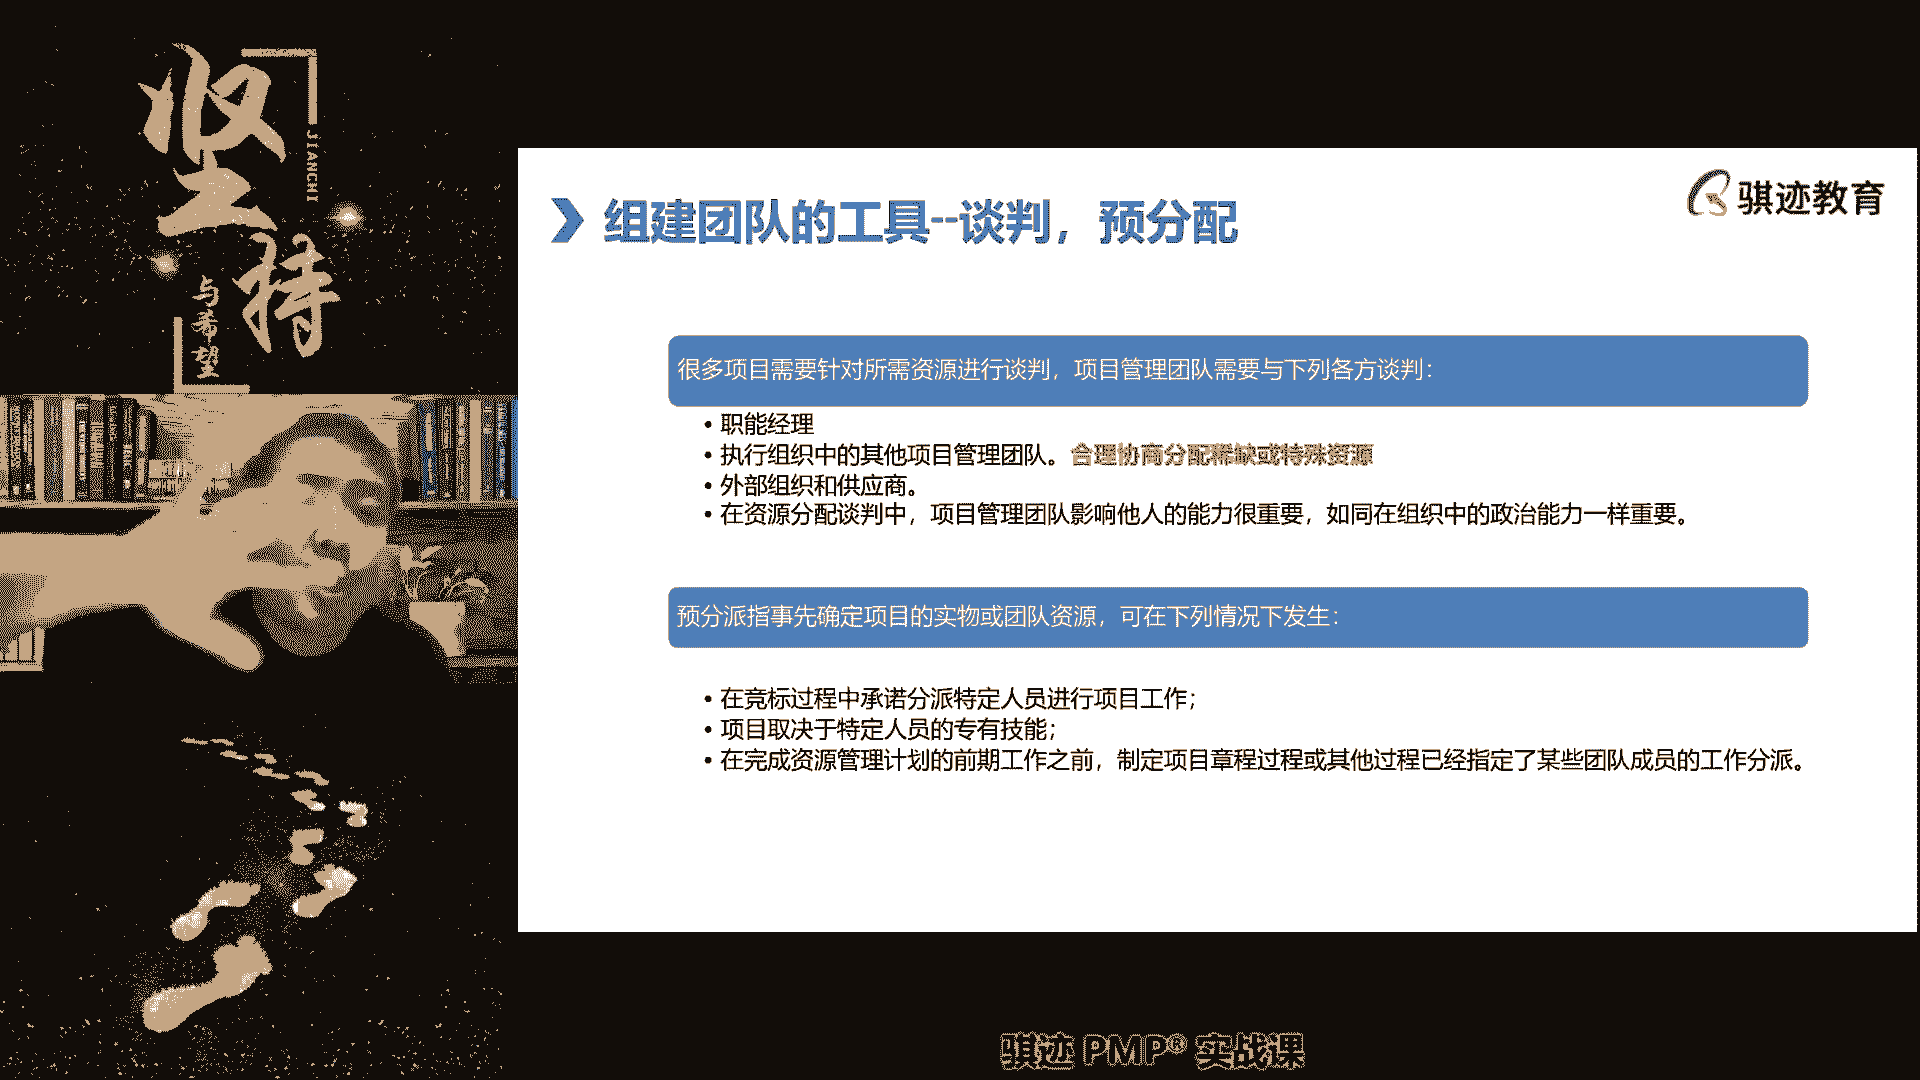 坚持
JIANCHI
与希望
骐迹教育
组建团队的工具--谈判，预分配
很多项目需要针对所需资源进行谈判，项目管理团队需要与下列各方谈判：
• 职能经理
• 执行组织中的其他项目管理团队。合理协商分配稀缺或特殊资源
• 外部组织和供应商。
• 在资源分配谈判中，项目管理团队影响他人的能力很重要，如同在组织中的政治能力一样重要。
预分派指事先确定项目的实物或团队资源，可在下列情况下发生：
• 在竞标过程中承诺分派特定人员进行项目工作；
• 项目取决于特定人员的专有技能；
• 在完成资源管理计划的前期工作之前，制定项目章程过程或其他过程已经指定了某些团队成员的工作分派。
骐迹 PMP® 实战课